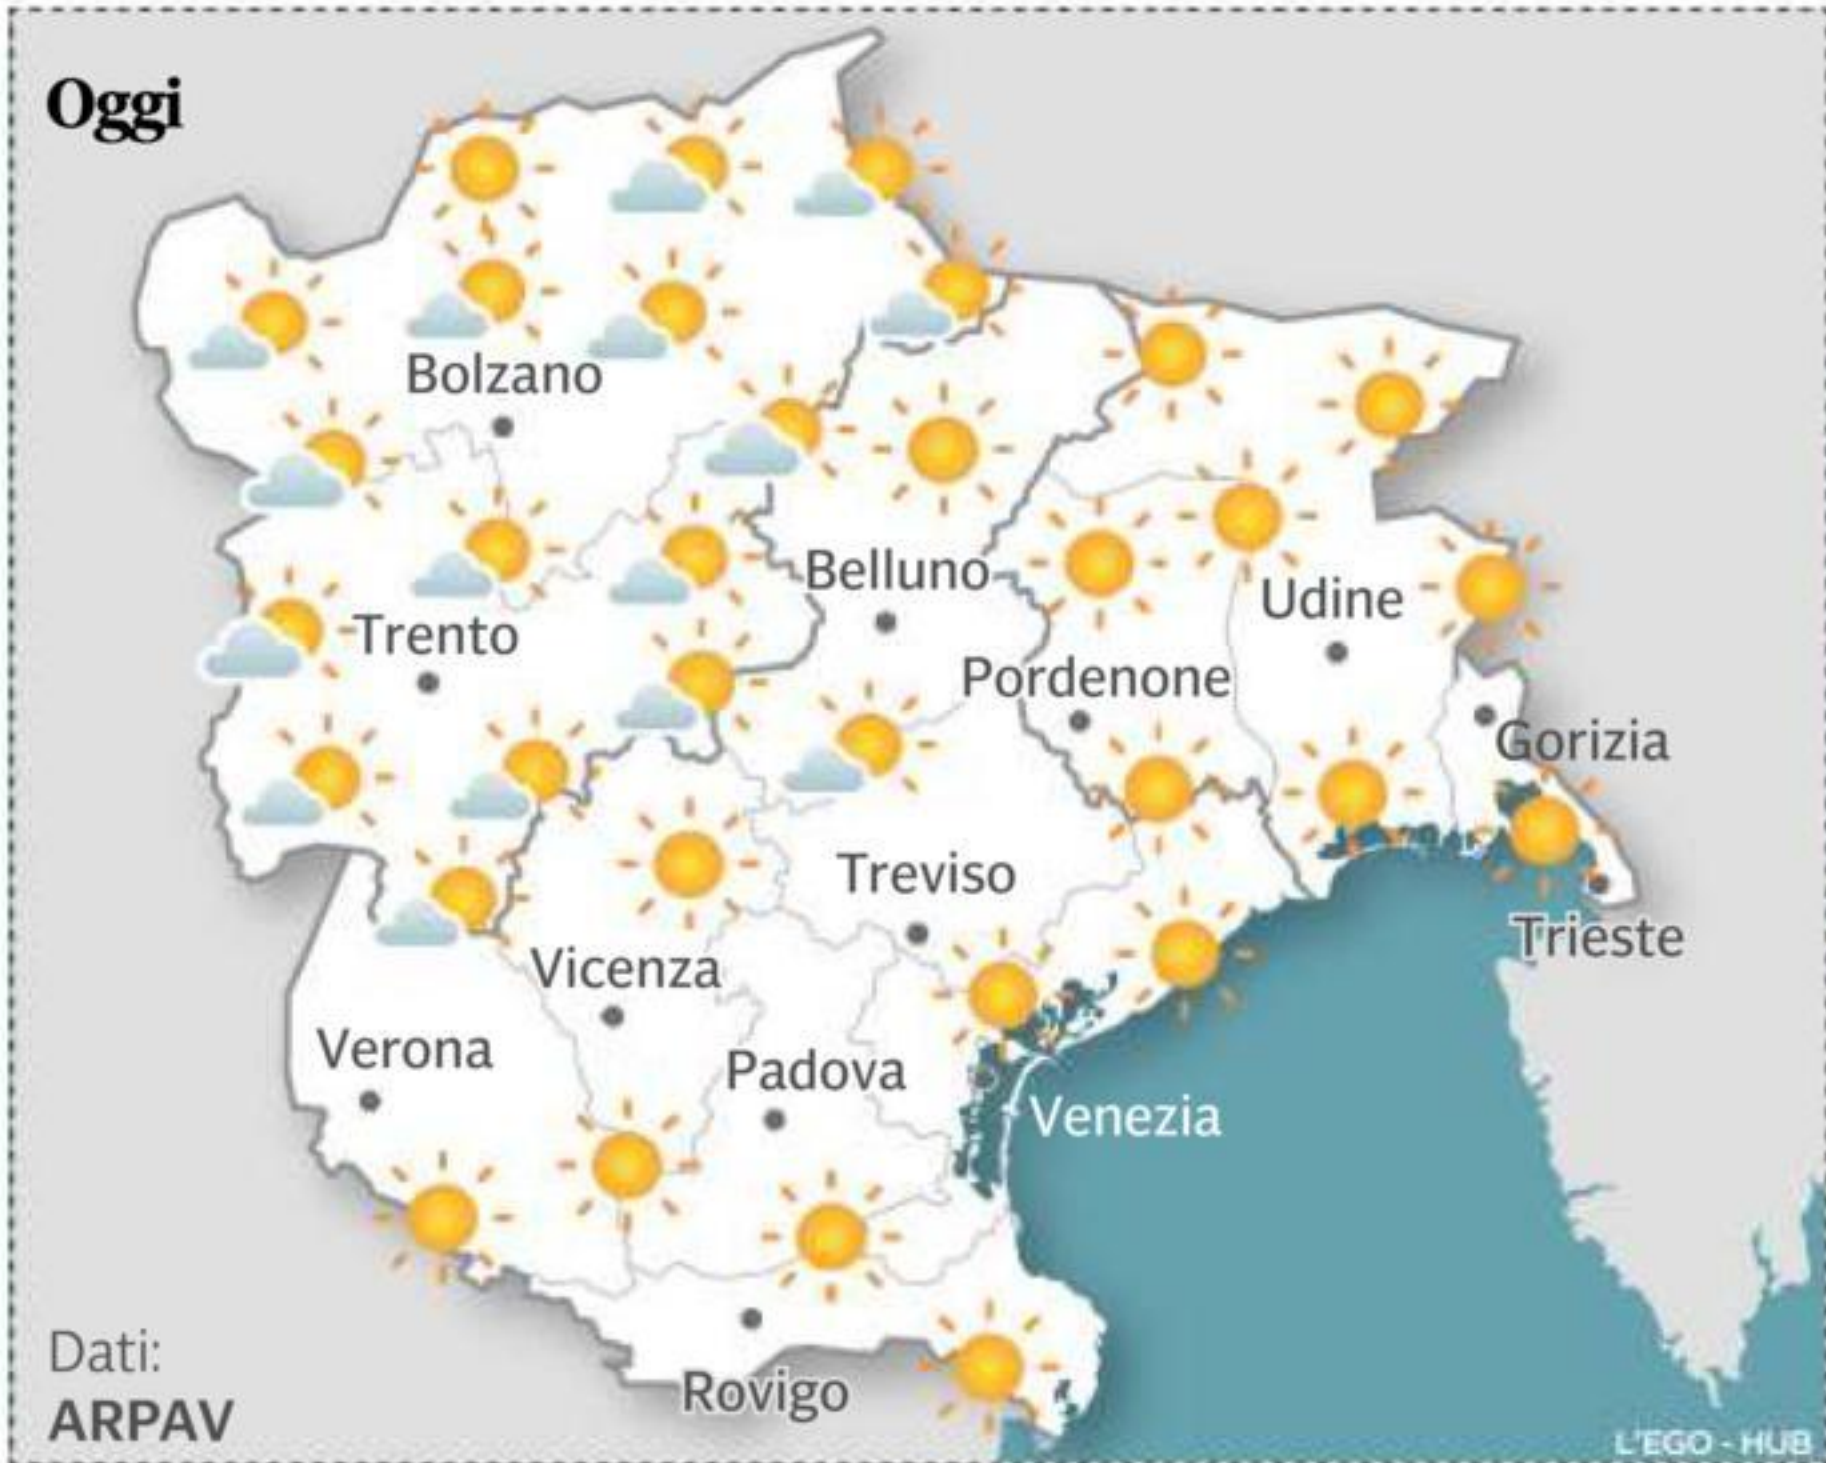 Oggi
Bolzano
Belluno
Udine
Trento
Pordenone
Gorizia
Treviso
Trieste
Vicenza
Verona
Padova
Venezia
Dati:
ARPAV
Rovigo
L'EGO - HUB